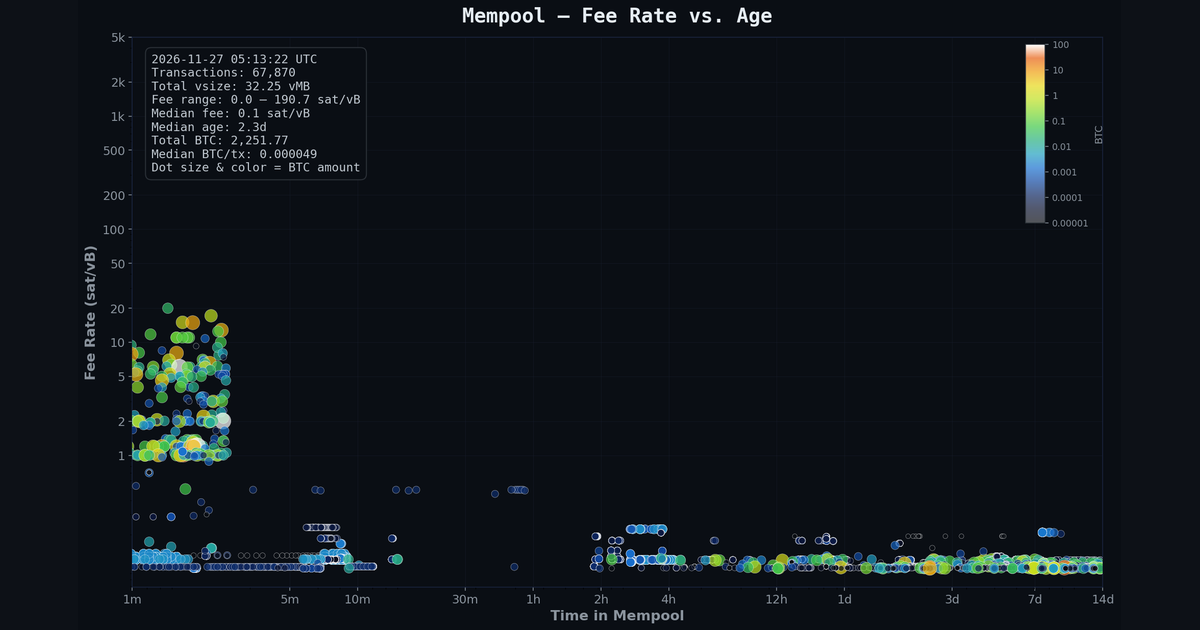 Mempool — Fee Rate vs. Age
2026-11-27 05:13:22 UTC
Transactions: 67,870
Total vsize: 32.25 vMB
Fee range: 0.0 – 190.7 sat/vB
Median fee: 0.1 sat/vB
Median age: 2.3d
Total BTC: 2,251.77
Median BTC/tx: 0.000049
Dot size & color = BTC amount
100
10
1
0.1
0.01
0.001
0.0001
0.00001
BTC
Fee Rate (sat/vB)
5k
2k
1k
500
200
100
50
20
10
5
2
1
1m
5m
10m
30m
1h
2h
4h
12h
1d
3d
7d
14d
Time in Mempool